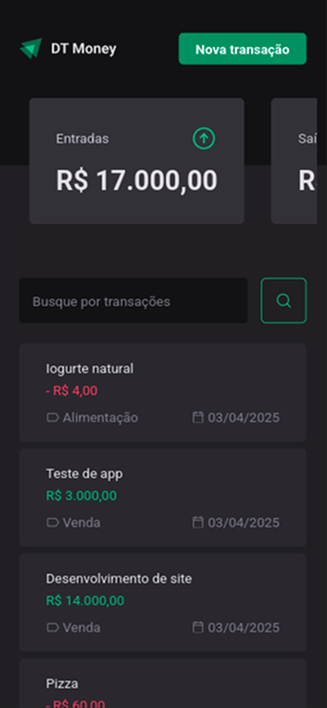 DT Money
Nova transação
Entradas
R$ 17.000,00
Saí
R
Busque por transações
Iogurte natural
- R$ 4,00
Alimentação 03/04/2025
Teste de app
R$ 3.000,00
Venda 03/04/2025
Desenvolvimento de site
R$ 14.000,00
Venda 03/04/2025
Pizza
- R$ 60,00